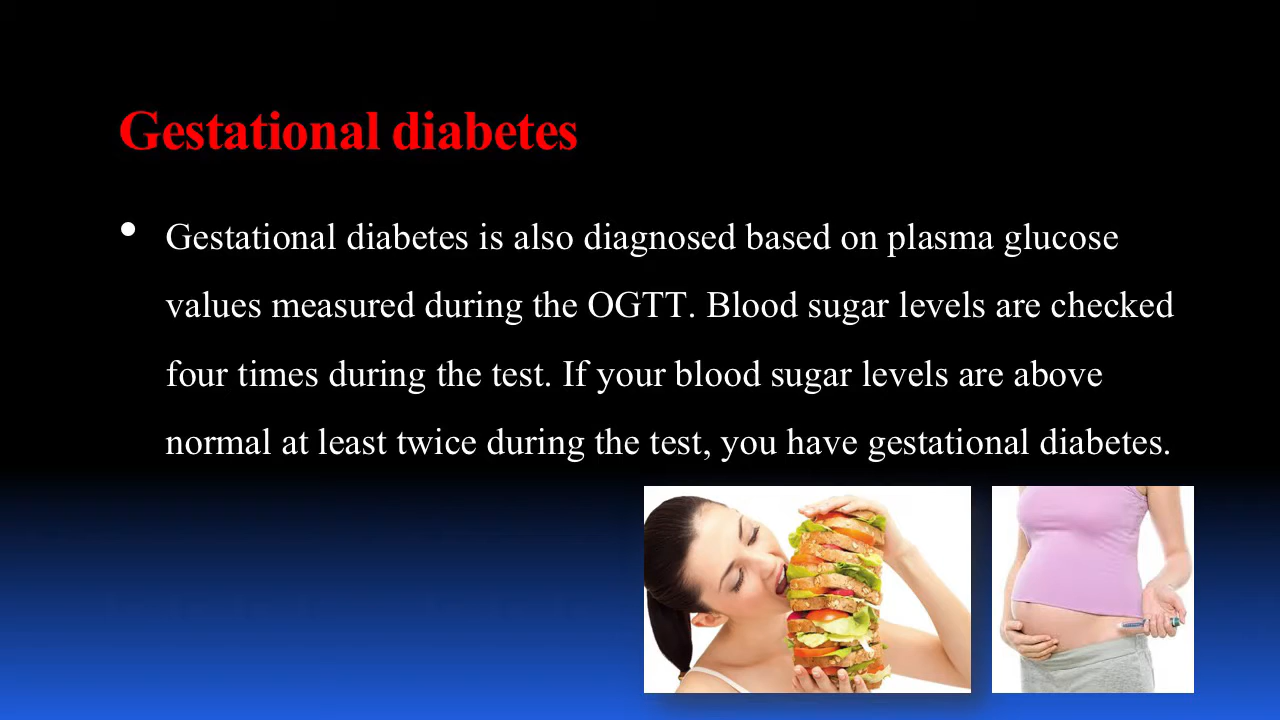 Gestational diabetes
• Gestational diabetes is also diagnosed based on plasma glucose
values measured during the OGTT. Blood sugar levels are checked
four times during the test. If your blood sugar levels are above
normal at least twice during the test, you have gestational diabetes.